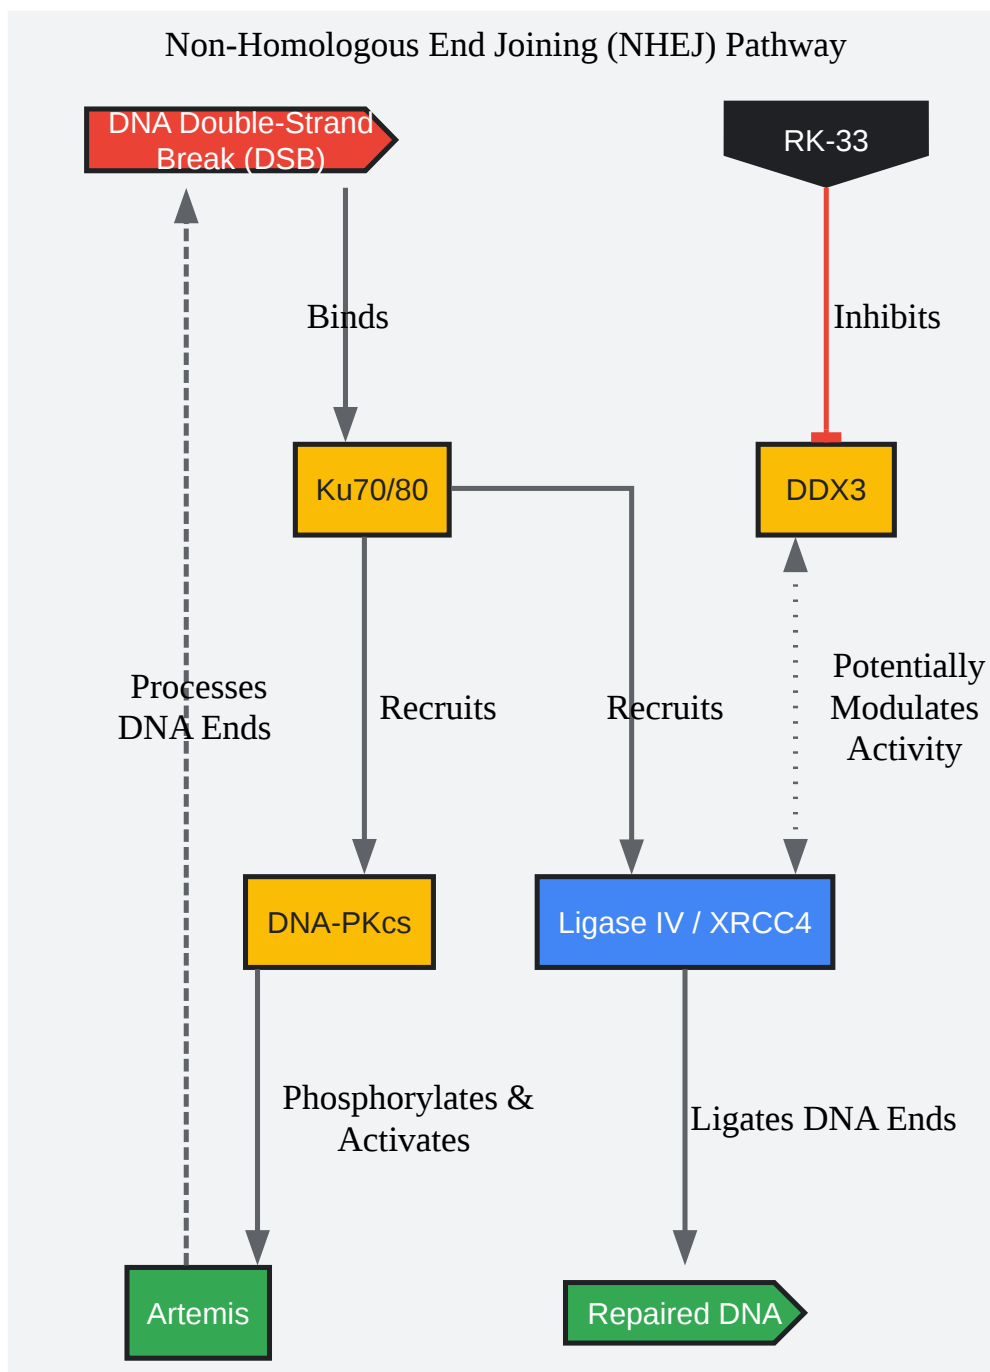 Non-Homologous End Joining (NHEJ) Pathway
DNA Double-Strand
Break (DSB)
RK-33
Binds
Inhibits
Ku70/80
DDX3
Processes
DNA Ends
Recruits
Recruits
Potentially
Modulates
Activity
DNA-PKcs
Ligase IV / XRCC4
Phosphorylates &
Activates
Ligates DNA Ends
Artemis
Repaired DNA